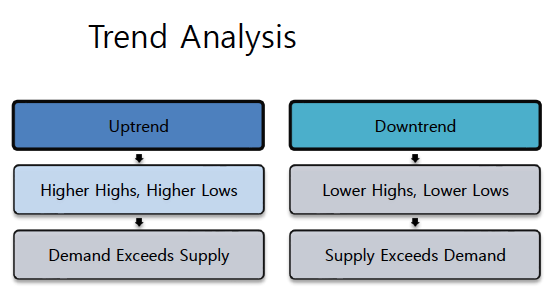 Trend Analysis
Uptrend
Higher Highs, Higher Lows
Demand Exceeds Supply
Downtrend
Lower Highs, Lower Lows
Supply Exceeds Demand